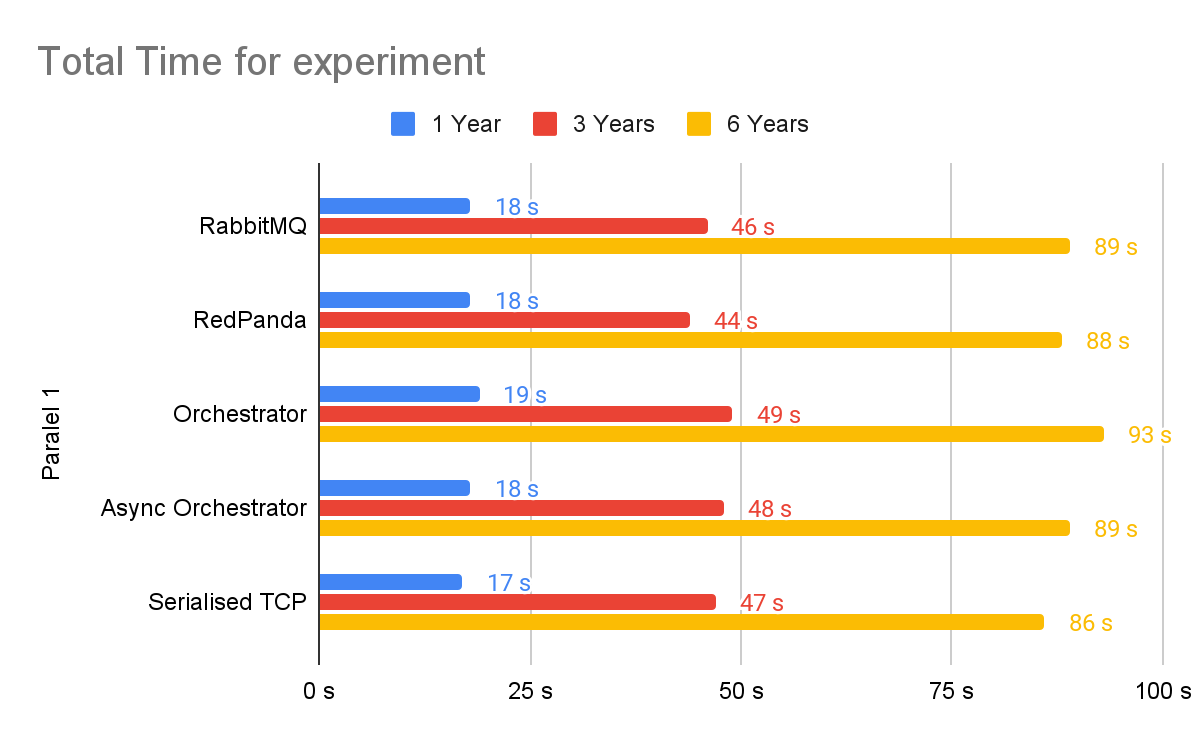 Total Time for experiment
1 Year 3 Years 6 Years
Paralel 1
RabbitMQ
18 s
46 s
89 s
RedPanda
18 s
44 s
88 s
Orchestrator
19 s
49 s
93 s
Async Orchestrator
18 s
48 s
89 s
Serialised TCP
17 s
47 s
86 s
0 s 25 s 50 s 75 s 100 s